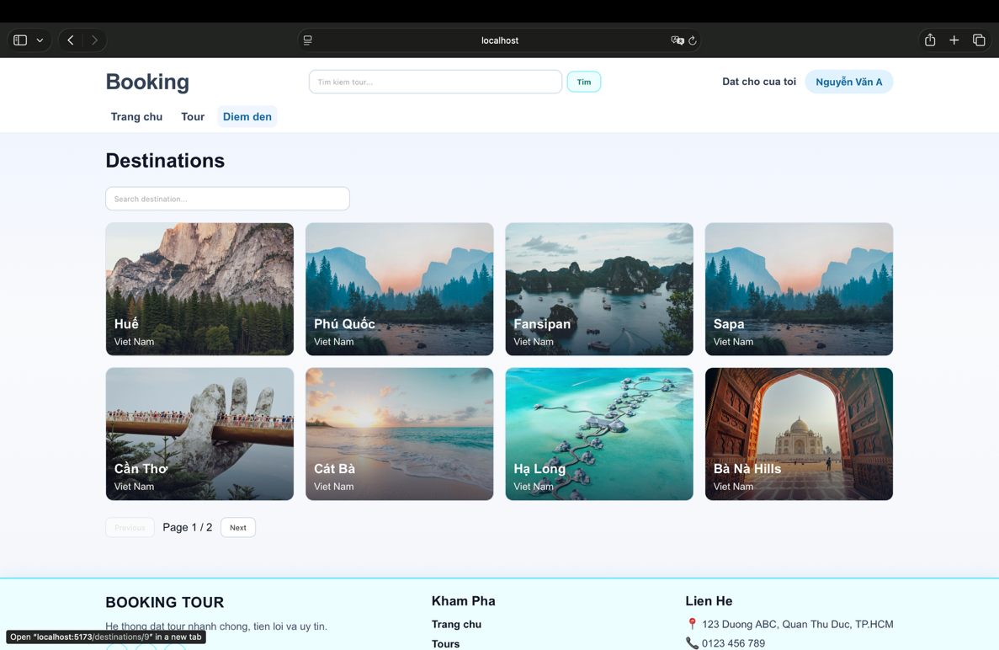 localhost
Booking
Tim kiem tour...
Tim
Dat cho cua toi
Nguyễn Văn A
Trang chu
Tour
Diem den
Destinations
Search destination...
Huế
Viet Nam
Phú Quốc
Viet Nam
Fansipan
Viet Nam
Sapa
Viet Nam
Cần Thơ
Viet Nam
Cát Bà
Viet Nam
Hạ Long
Viet Nam
Bà Nà Hills
Viet Nam
Previous
Page 1 / 2
Next
BOOKING TOUR
He thong dat tour nhanh chong, tien loi va uy tin.
Kham Pha
Trang chu
Tours
Lien He
📍 123 Duong ABC, Quan Thu Duc, TP.HCM
📞 0123 456 789
Open "localhost:5173/destinations/9" in a new tab